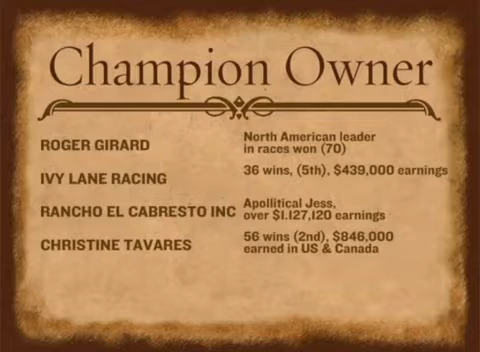 Champion Owner
ROGER GIRARD
North American leader
in races won (70)
IVY LANE RACING
36 wins, (5th), $439,000 earnings
RANCHO EL CABRESTO INC
Apollitical Jess,
over $1.127,120 earnings
CHRISTINE TAVARES
56 wins (2nd), $846,000
earned in US & Canada